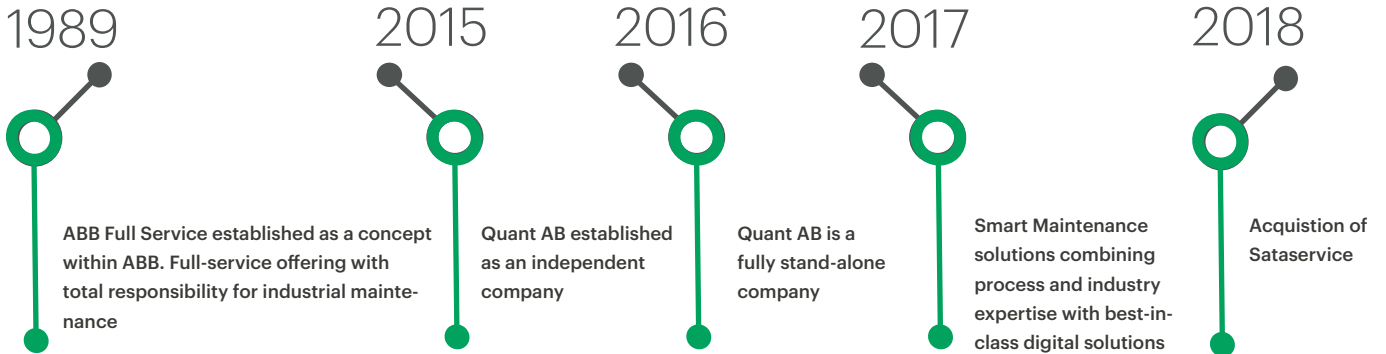 1989
2015
2016
2017
2018
ABB Full Service established as a concept
within ABB. Full-service offering with
total responsibility for industrial mainte-
nance
Quant AB established
as an independent
company
Quant AB is a
fully stand-alone
company
Smart Maintenance
solutions combining
process and industry
expertise with best-in-
class digital solutions
Acquistion of
Sataservice